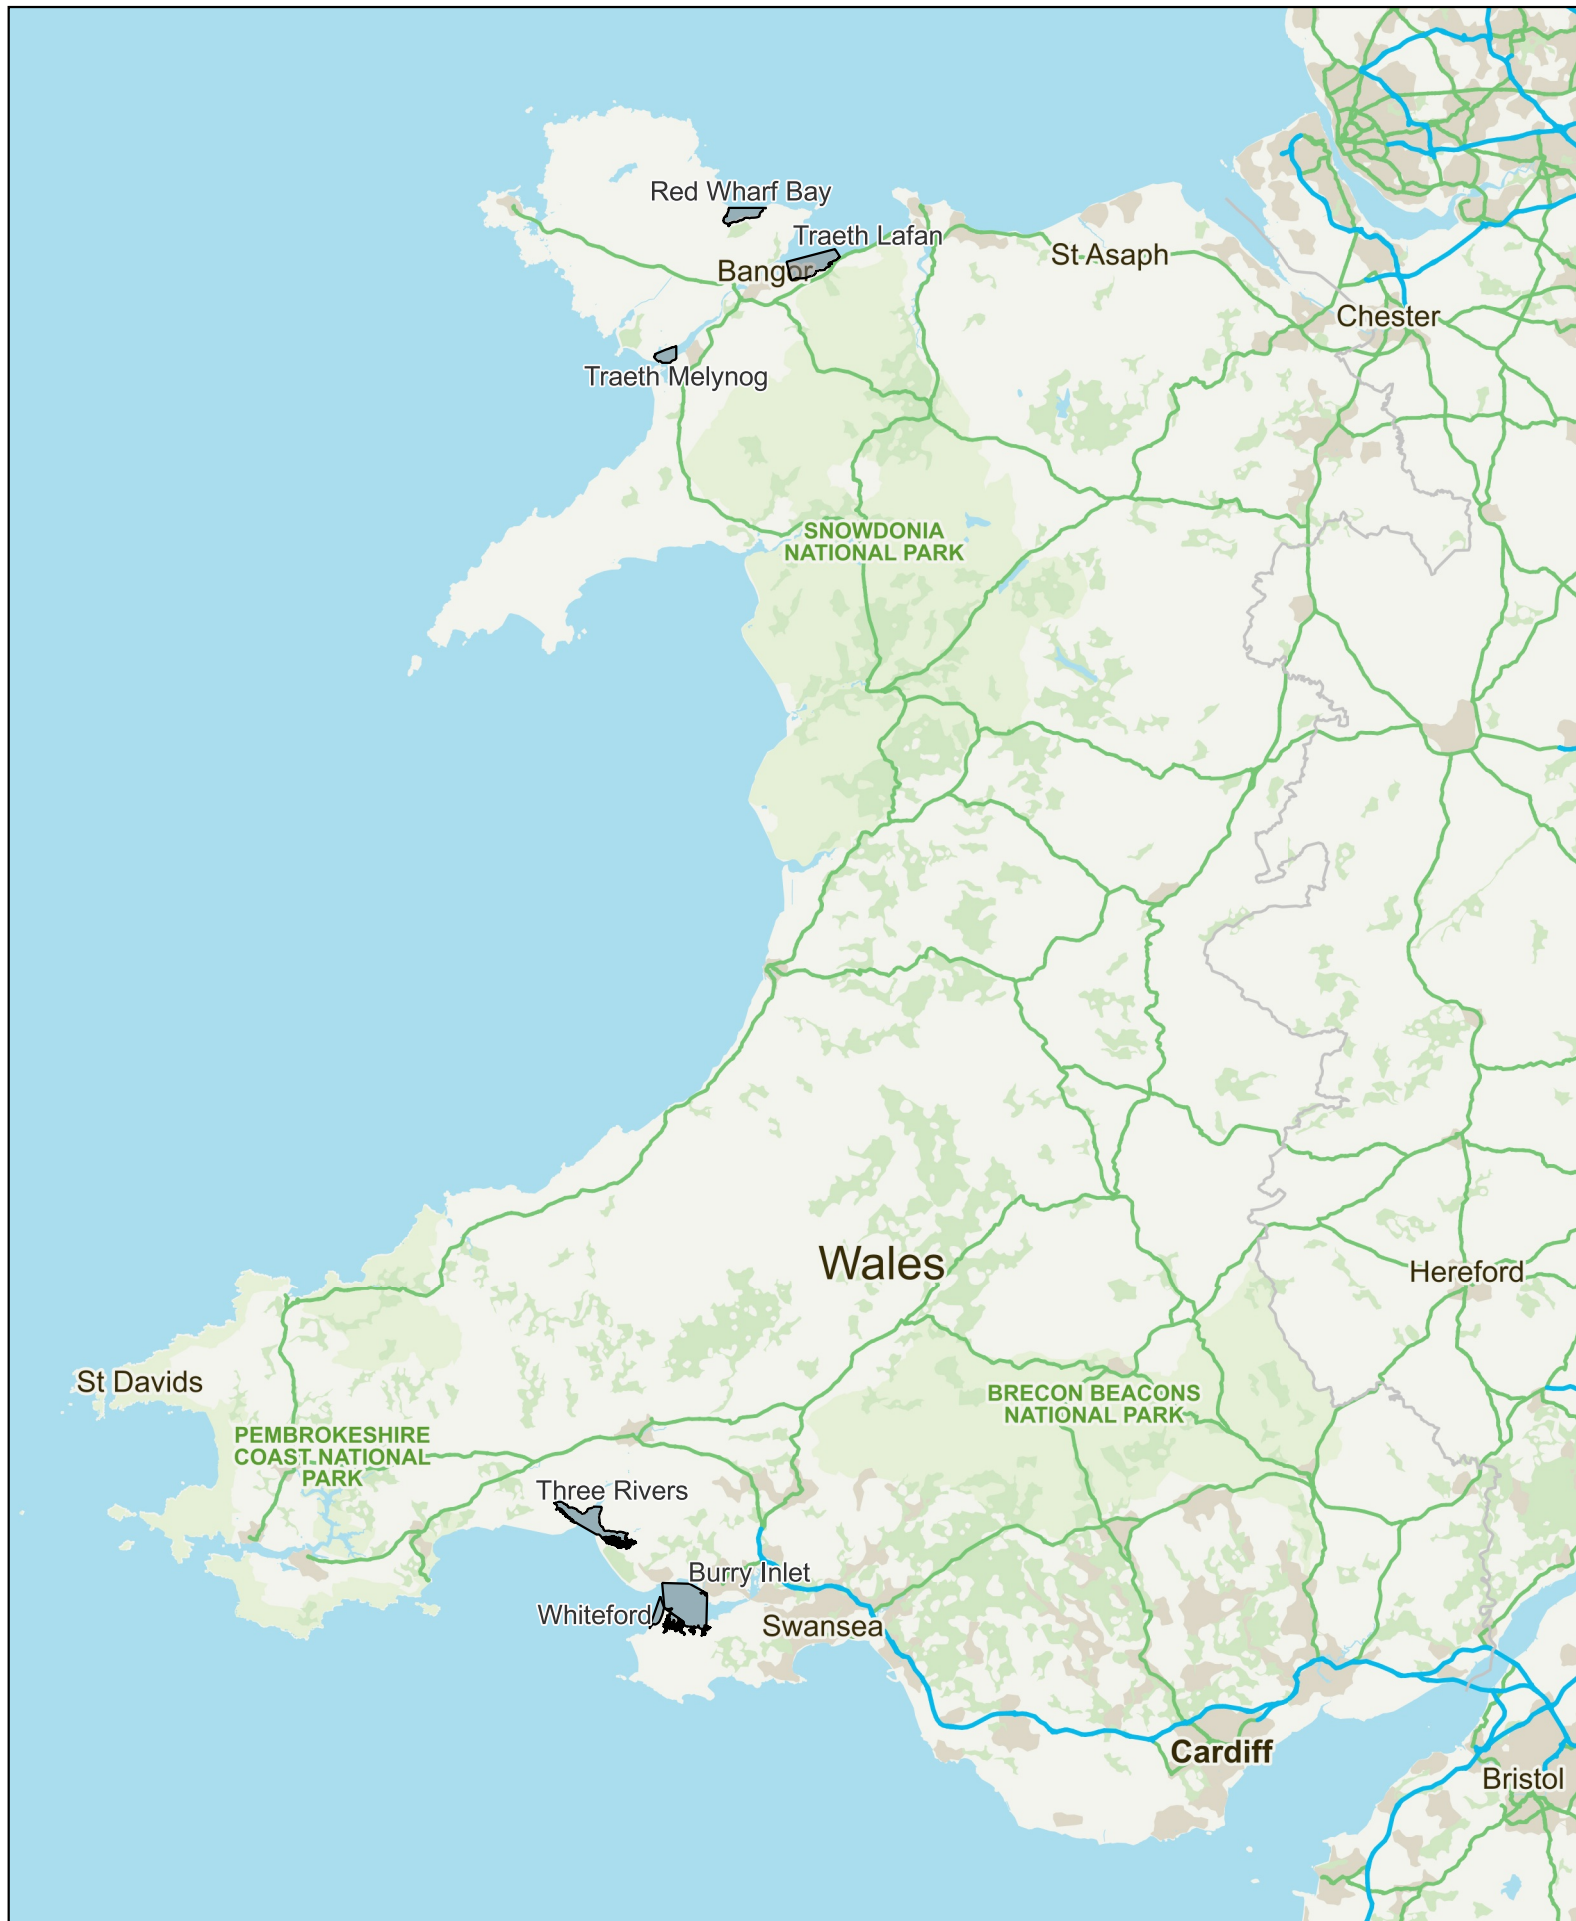 Red Wharf Bay
Traeth Lafan
Bangor
St Asaph
Chester
Traeth Melynog
SNOWDONIA
NATIONAL PARK
Wales
Hereford
St Davids
BRECON BEACONS
NATIONAL PARK
PEMBROKESHIRE
COAST NATIONAL
PARK
Three Rivers
Burry Inlet
Whiteford
Swansea
Cardiff
Bristol